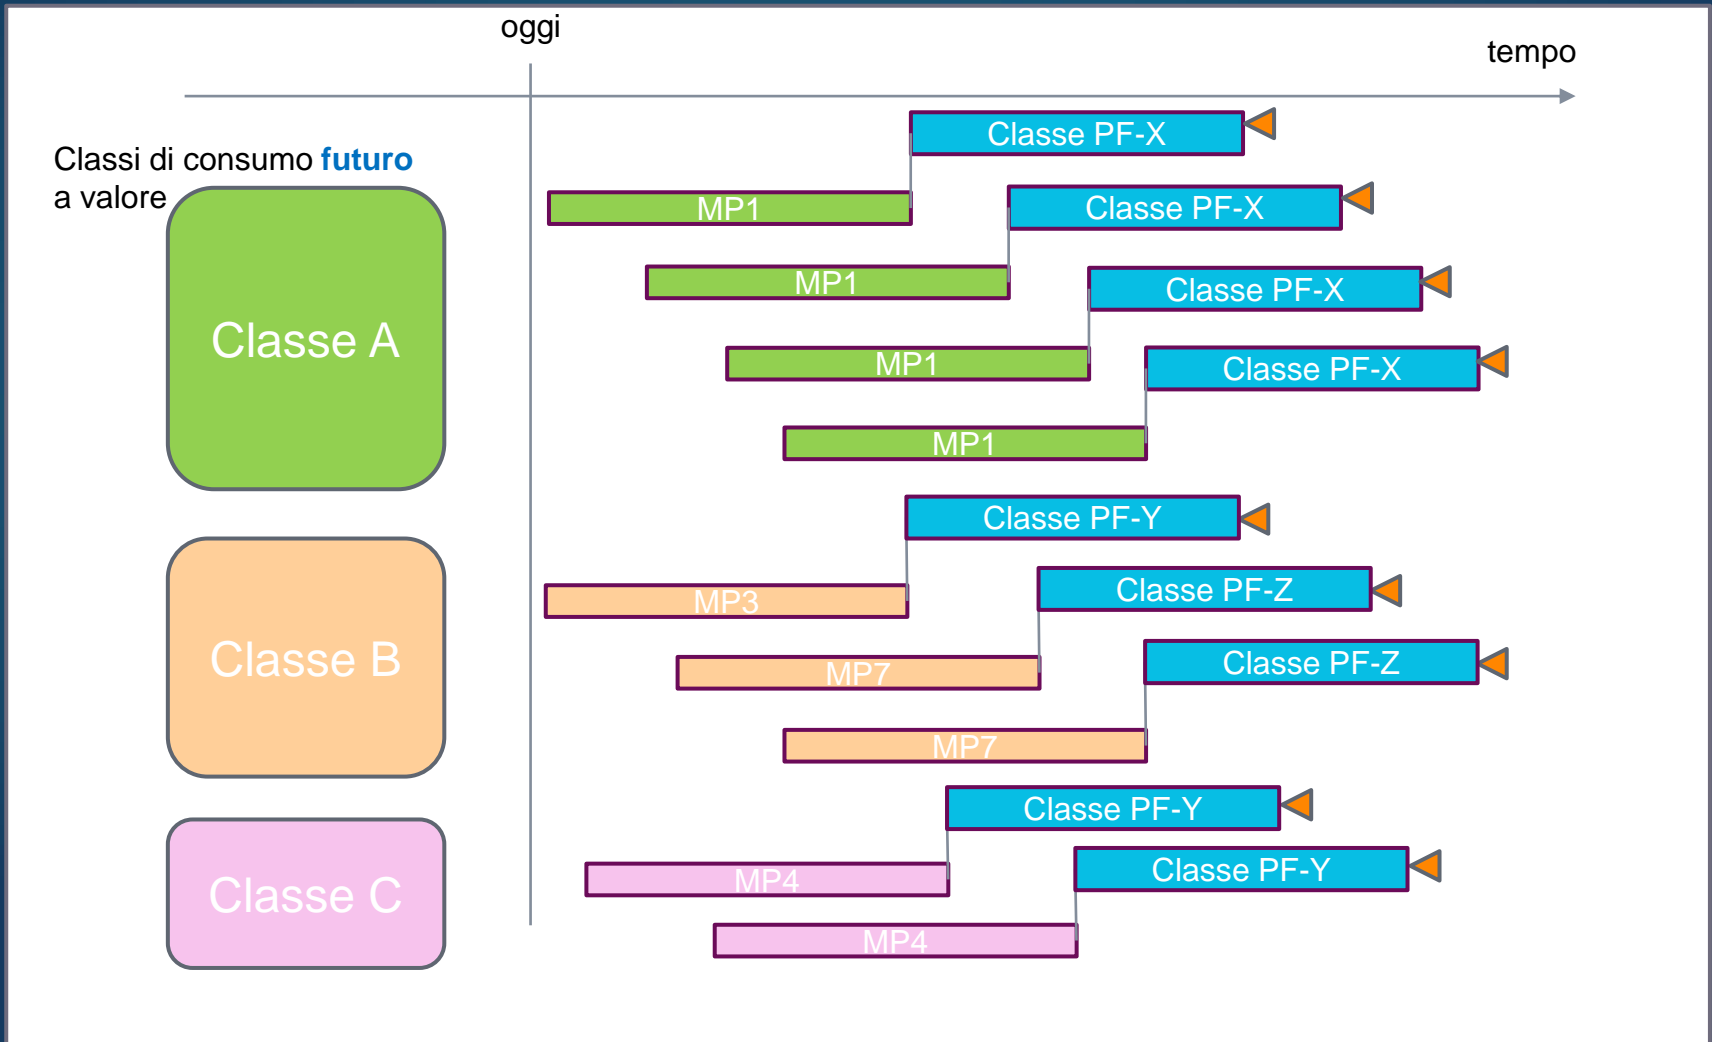 oggi
tempo
Classi di consumo futuro
a valore
Classe PF-X
MP1
Classe PF-X
MP1
Classe PF-X
MP1
Classe PF-X
MP1
Classe A
Classe PF-Y
MP3
Classe PF-Z
MP7
Classe PF-Z
MP7
Classe B
Classe PF-Y
MP4
Classe PF-Y
MP4
Classe C